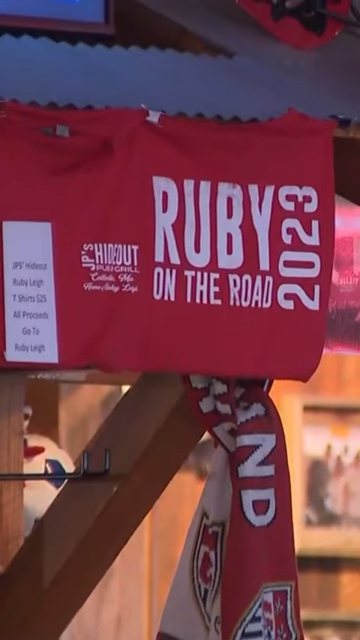 RUBY
ON THE ROAD
2023
JP's HIDEOUT
PUB/GRILL
JPS' Hideout
Ruby Leigh
T Shirts $25
All Proceeds
Go To
Ruby Leigh